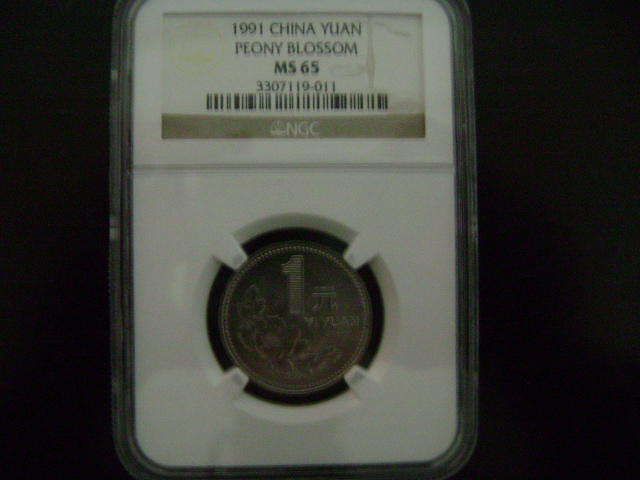 1991 CHINA YUAN
PEONY BLOSSOM
MS 65
3307119-011
NGC
1
元
YI YUAN